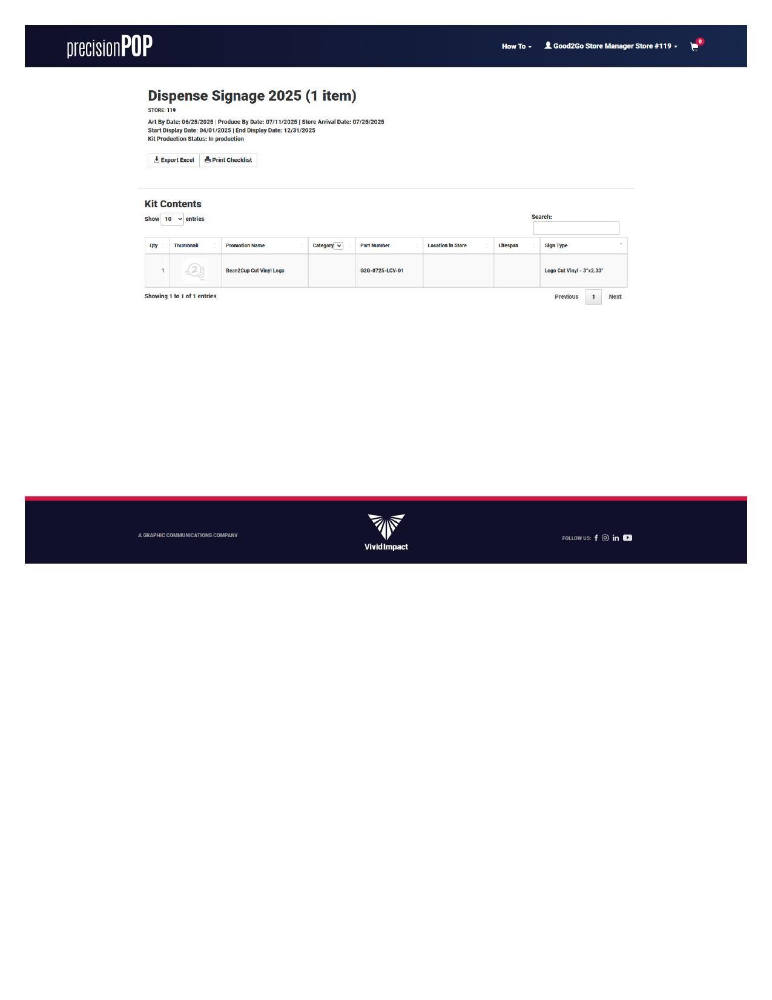 precisionPOP
How To
Good2Go Store Manager Store #119
0
Dispense Signage 2025 (1 item)
STORE: 119
Art By Date: 06/25/2025 | Produce By Date: 07/11/2025 | Store Arrival Date: 07/25/2025
Start Display Date: 04/01/2025 | End Display Date: 12/31/2025
Kit Production Status: In production
Export Excel
Print Checklist
Kit Contents
Show 10 entries
Search:
Qty Thumbnail Promotion Name Category Part Number Location in Store Lifespan Sign Type
1 2 Bean2Cup Cut Vinyl Logo G2G-0725-LCV-01 Logo Cut Vinyl - 3"x2.33"
Showing 1 to 1 of 1 entries
Previous 1 Next
A GRAPHIC COMMUNICATIONS COMPANY
Vivid Impact
FOLLOW US: